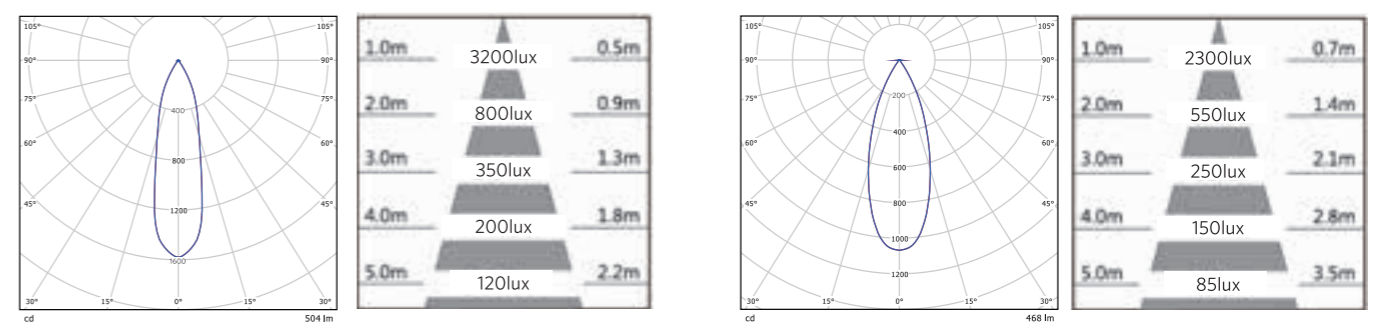 105° 105°
90° 90°
75° 75°
60° 60°
45° 45°
400
800
1200
1600
30° 15° 0° 15° 30°
cd 504 lm
1.0m 3200lux 0.5m
2.0m 800lux 0.9m
3.0m 350lux 1.3m
4.0m 200lux 1.8m
5.0m 120lux 2.2m
105° 105°
90° 90°
75° 75°
60° 60°
45° 45°
200
400
600
800
1000
1200
30° 15° 0° 15° 30°
cd 468 lm
1.0m 2300lux 0.7m
2.0m 550lux 1.4m
3.0m 250lux 2.1m
4.0m 150lux 2.8m
5.0m 85lux 3.5m